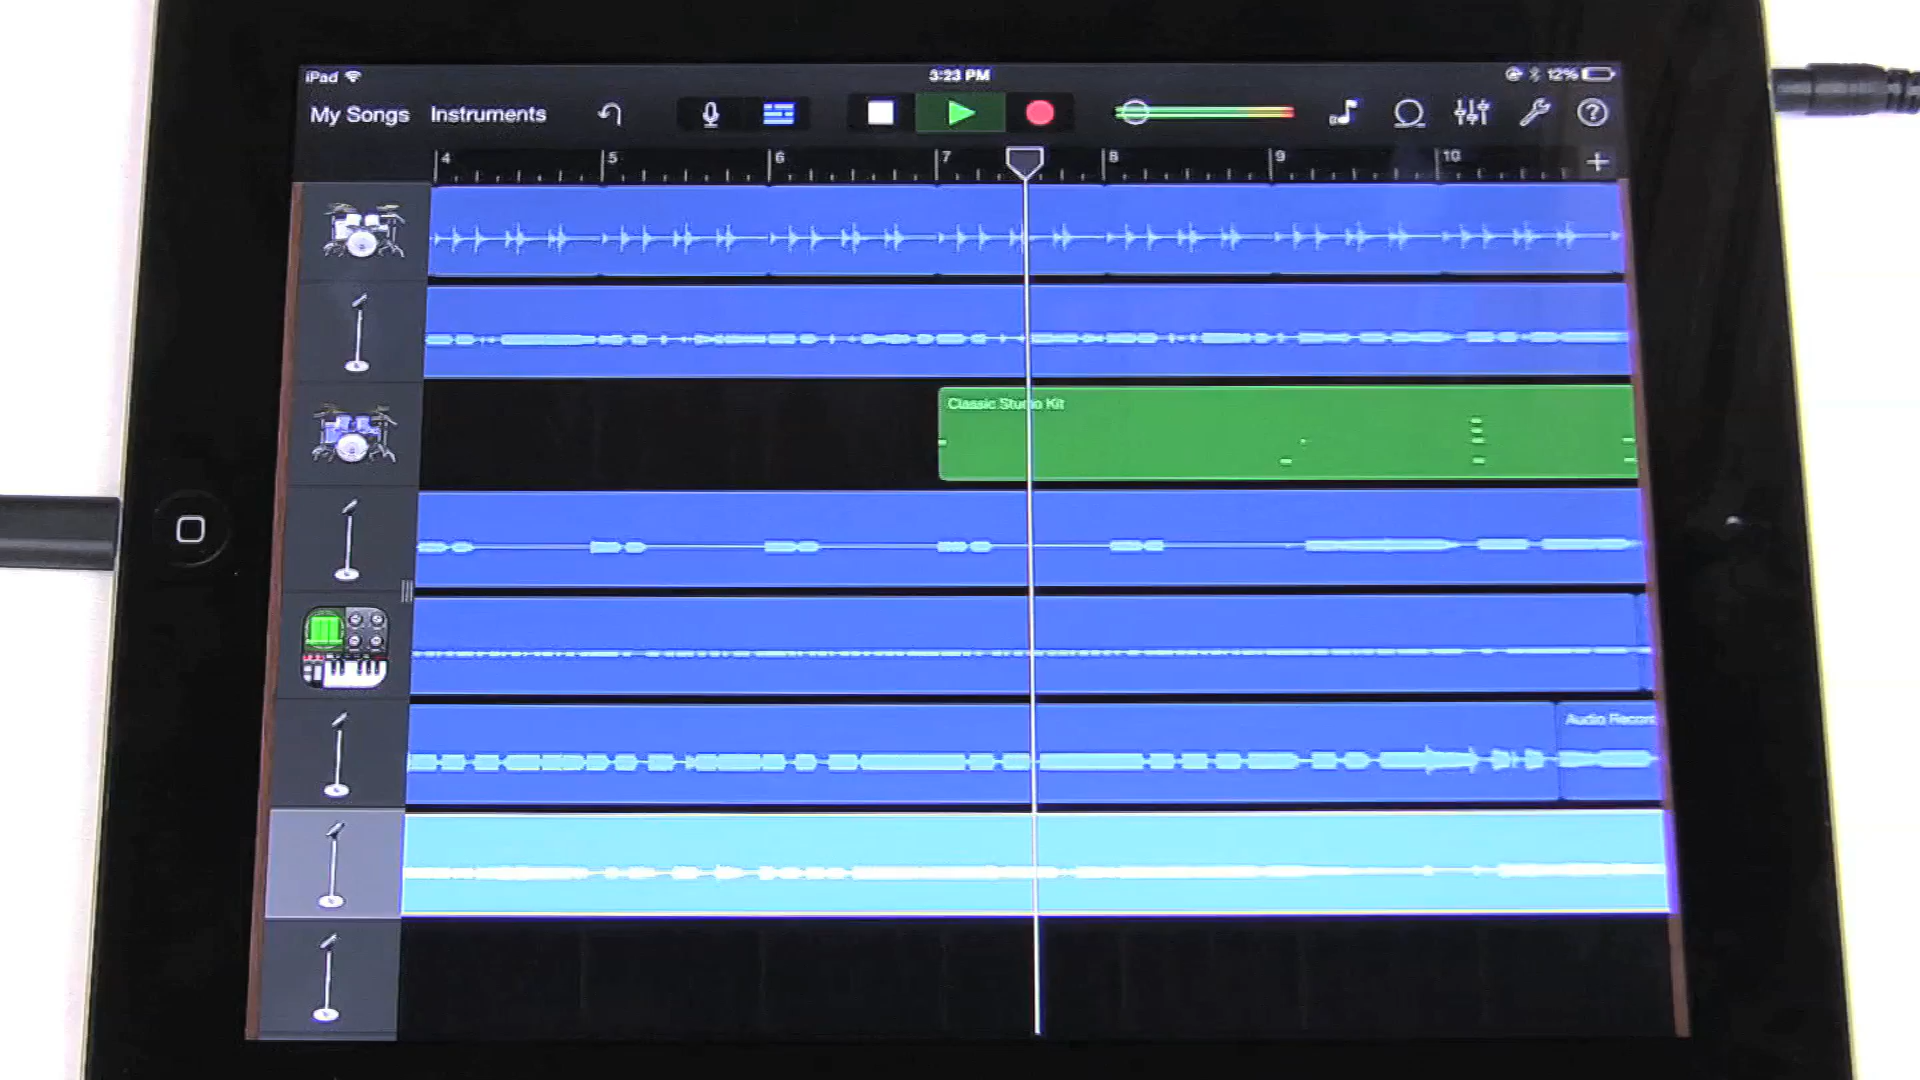 iPad
3:23 PM
12%
My Songs
Instruments
?
4 5 6 7 8 9 10
+
Classic Studio Kit
Audio Record